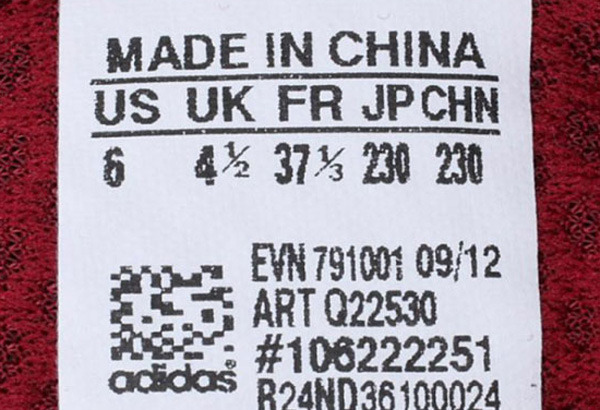 MADE IN CHINA
US UK FR JP CHN
6 4½ 37⅓ 230 230
EVN 791001 09/12
ART Q22530
#106222251
adidas®
R24ND36100024